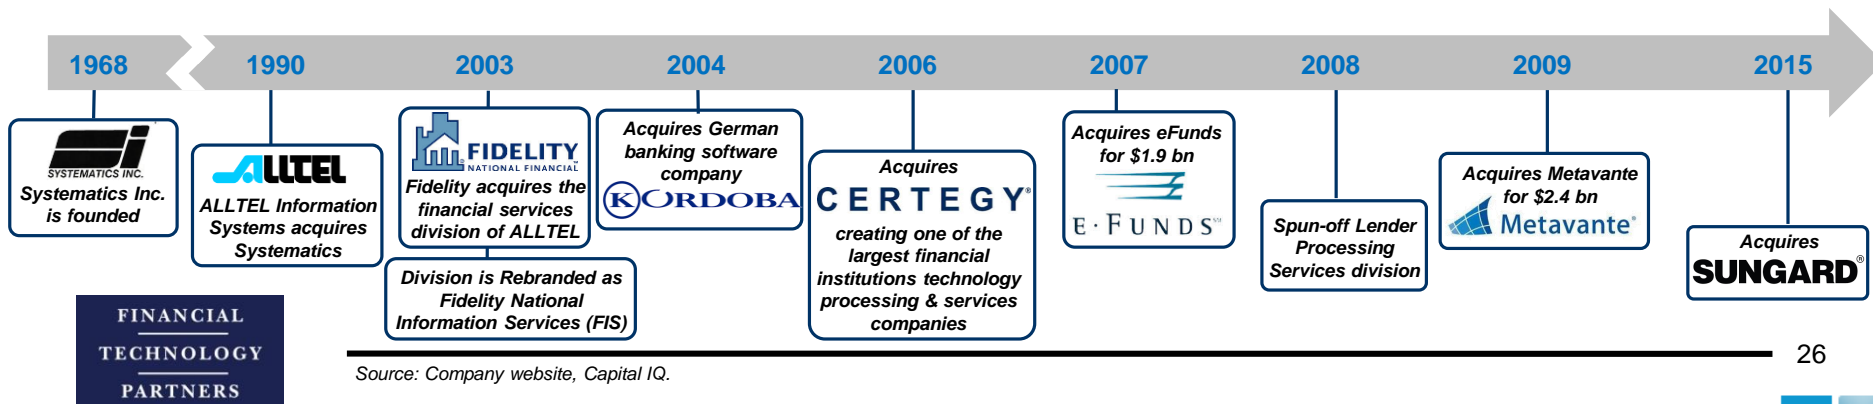 1968
1990
2003
2004
2006
2007
2008
2009
2015
SYSTEMATICS INC.
Systematics Inc.
is founded
ALLTEL
ALLTEL Information
Systems acquires
Systematics
FIDELITY
NATIONAL FINANCIAL
Fidelity acquires the
financial services
division of ALLTEL
Division is Rebranded as
Fidelity National
Information Services (FIS)
Acquires German
banking software
company
KORDOBA
Acquires
CERTEGY®
creating one of the
largest financial
institutions technology
processing & services
companies
Acquires eFunds
for $1.9 bn
E·FUNDS℠
Spun-off Lender
Processing
Services division
Acquires Metavante
for $2.4 bn
Metavante®
Acquires
SUNGARD®
FINANCIAL
TECHNOLOGY
PARTNERS
Source: Company website, Capital IQ.
26